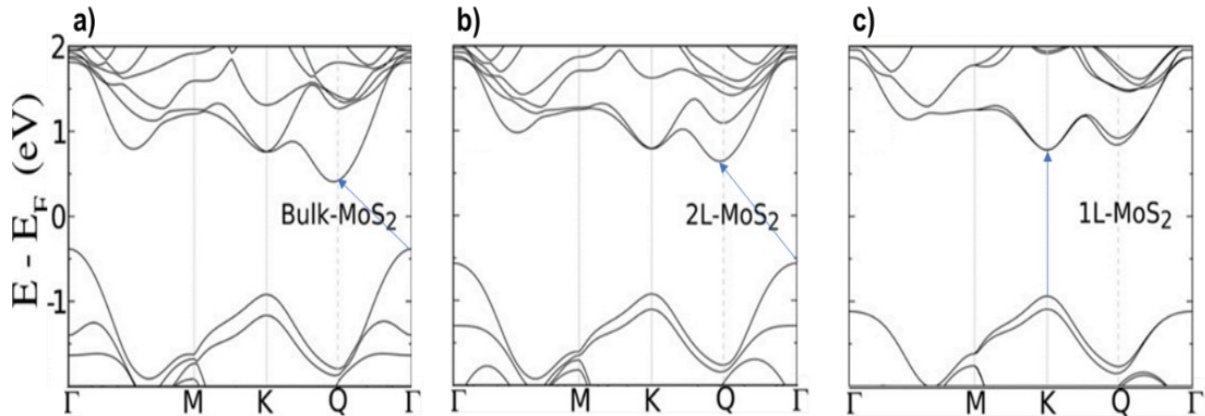 a)
b)
c)
E - E_F (eV)
2
1
0
-1
Bulk-MoS₂
2L-MoS₂
1L-MoS₂
Γ M K Q Γ
Γ M K Q Γ
Γ M K Q Γ